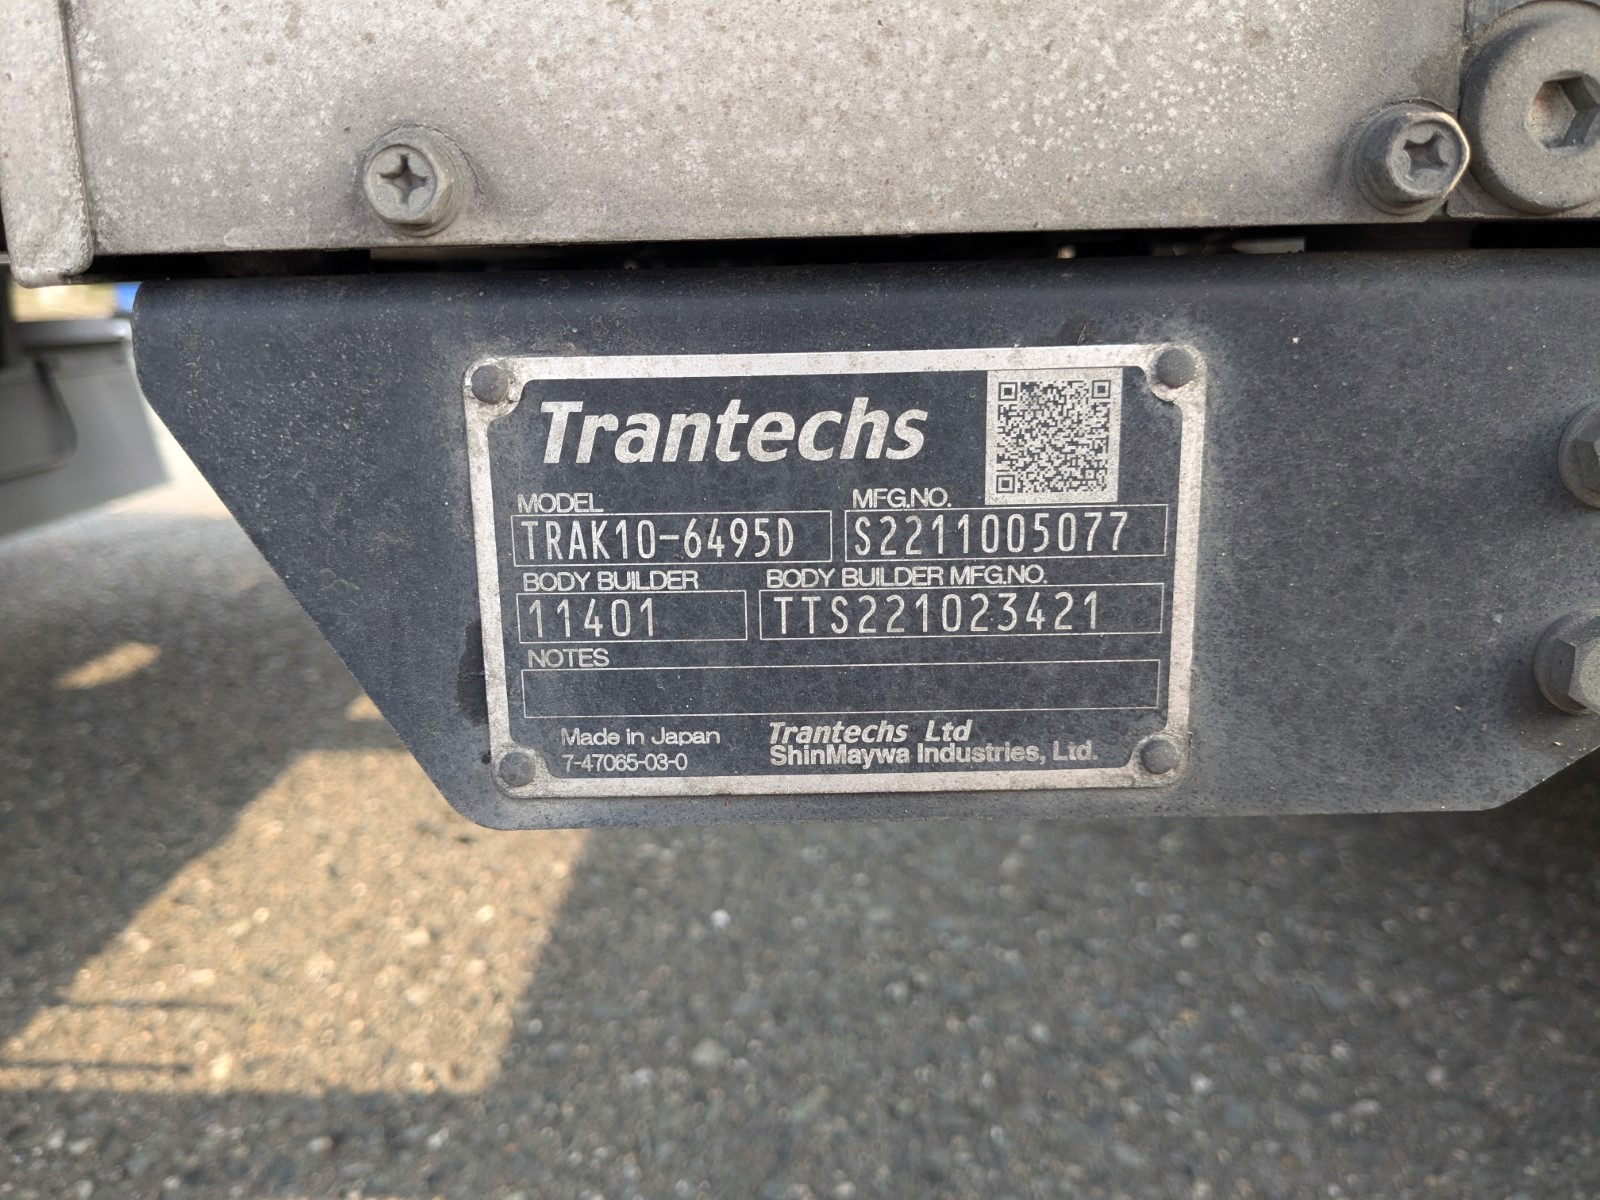 Trantechs
MODEL MFG.NO.
TRAK10-6495D S2211005077
BODY BUILDER BODY BUILDER MFG.NO.
11401 TTS221023421
NOTES
Made in Japan Trantechs Ltd
7-47065-03-0 ShinMaywa Industries, Ltd.